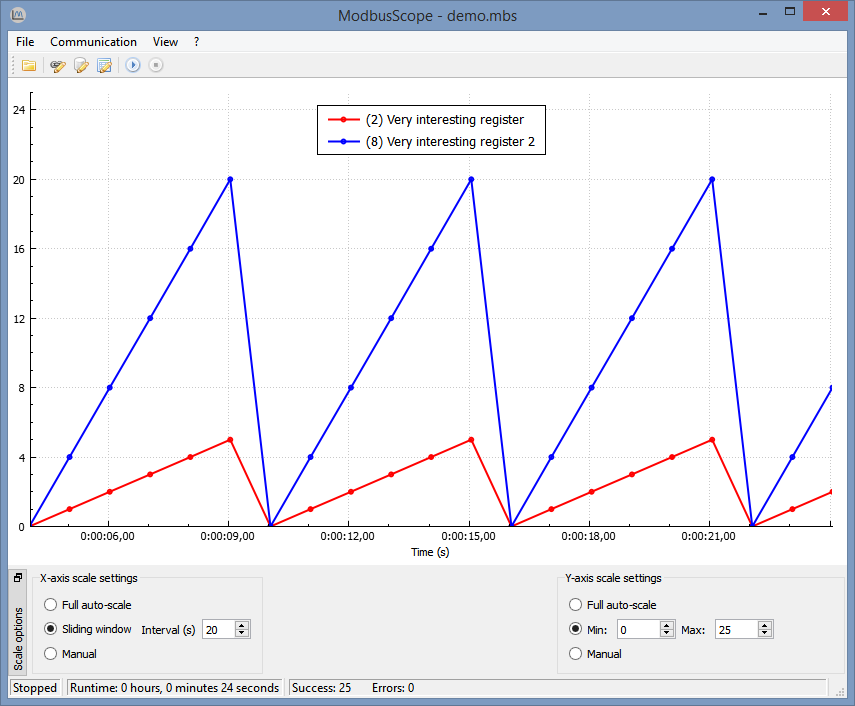 ModbusScope - demo.mbs
File Communication View ?
(2) Very interesting register
(8) Very interesting register 2
24
20
16
12
8
4
0
0:00:06,00 0:00:09,00 0:00:12,00 0:00:15,00 0:00:18,00 0:00:21,00
Time (s)
Scale options
X-axis scale settings
Full auto-scale
Sliding window Interval (s) 20
Manual
Y-axis scale settings
Full auto-scale
Min: 0 Max: 25
Manual
Stopped Runtime: 0 hours, 0 minutes 24 seconds Success: 25 Errors: 0